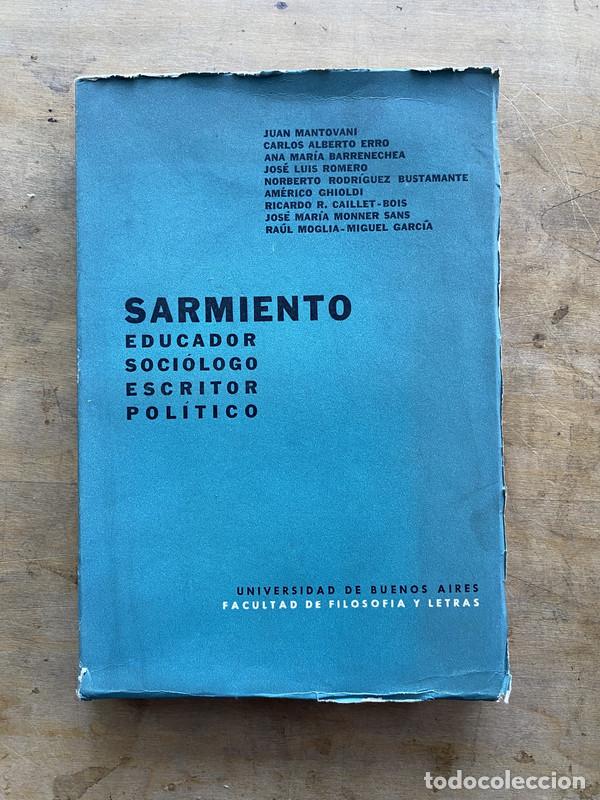 JUAN MANTOVANI
CARLOS ALBERTO ERRO
ANA MARÍA BARRENECHEA
JOSÉ LUIS ROMERO
NORBERTO RODRÍGUEZ BUSTAMANTE
AMÉRICO GHIOLDI
RICARDO R. CAILLET-BOIS
JOSÉ MARÍA MONNER SANS
RAÚL MOGLIA-MIGUEL GARCÍA
SARMIENTO
EDUCADOR
SOCIÓLOGO
ESCRITOR
POLÍTICO
UNIVERSIDAD DE BUENOS AIRES
FACULTAD DE FILOSOFIA Y LETRAS
todocoleccion